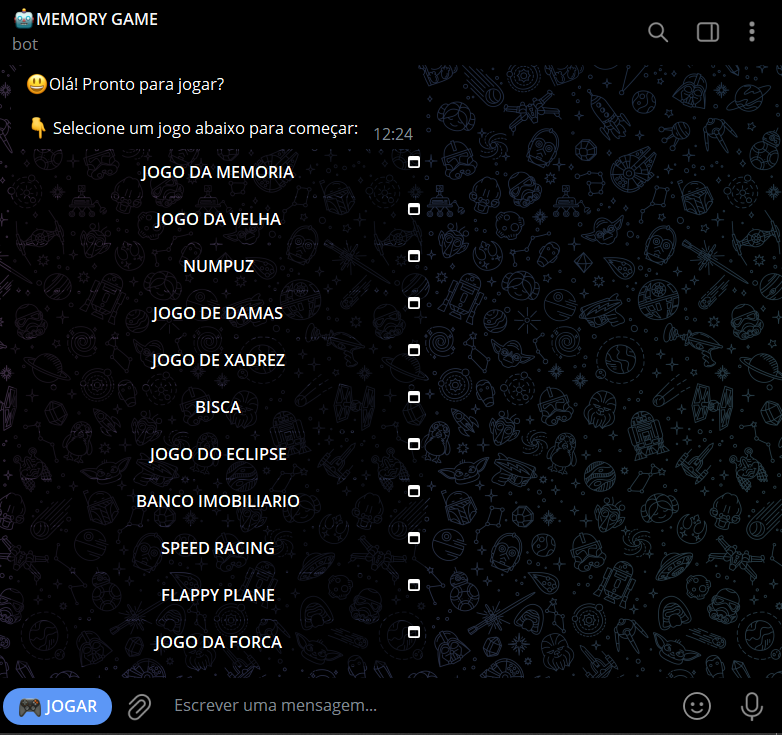 🤖MEMORY GAME
bot
😃Olá! Pronto para jogar?
👇 Selecione um jogo abaixo para começar:
12:24
JOGO DA MEMORIA
JOGO DA VELHA
NUMPUZ
JOGO DE DAMAS
JOGO DE XADREZ
BISCA
JOGO DO ECLIPSE
BANCO IMOBILIARIO
SPEED RACING
FLAPPY PLANE
JOGO DA FORCA
🎮JOGAR
Escrever uma mensagem...